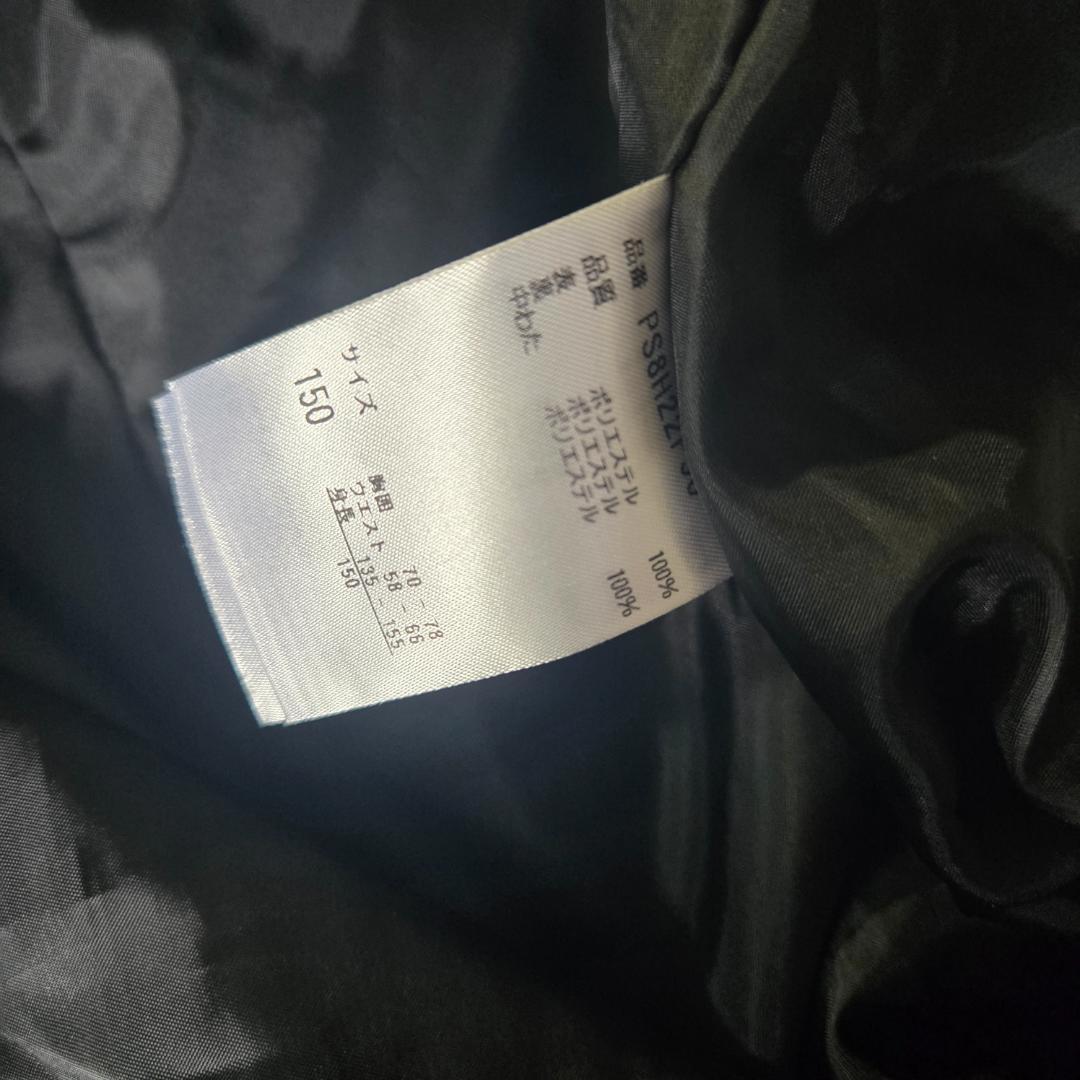 品番
品質
表 ポリエステル 100%
裏 ポリエステル
中わた ポリエステル 100%
胸囲 70 - 78
ウエスト 58 - 66
身長 135 - 155
サイズ 150
150